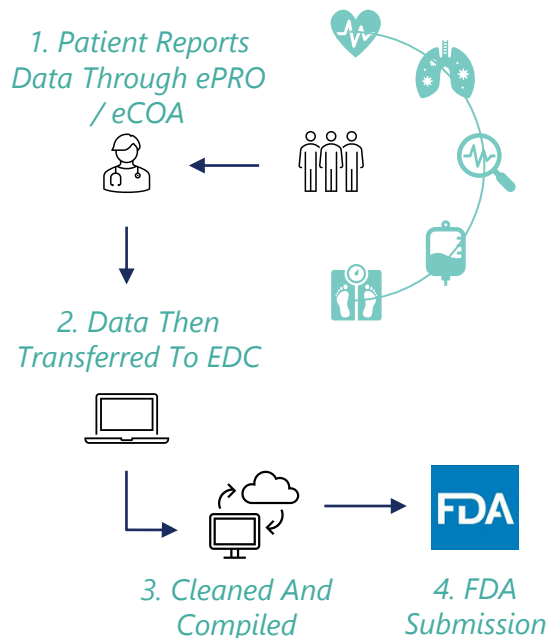 1. Patient Reports
Data Through ePRO
/ eCOA
2. Data Then
Transferred To EDC
FDA
3. Cleaned And
Compiled
4. FDA
Submission